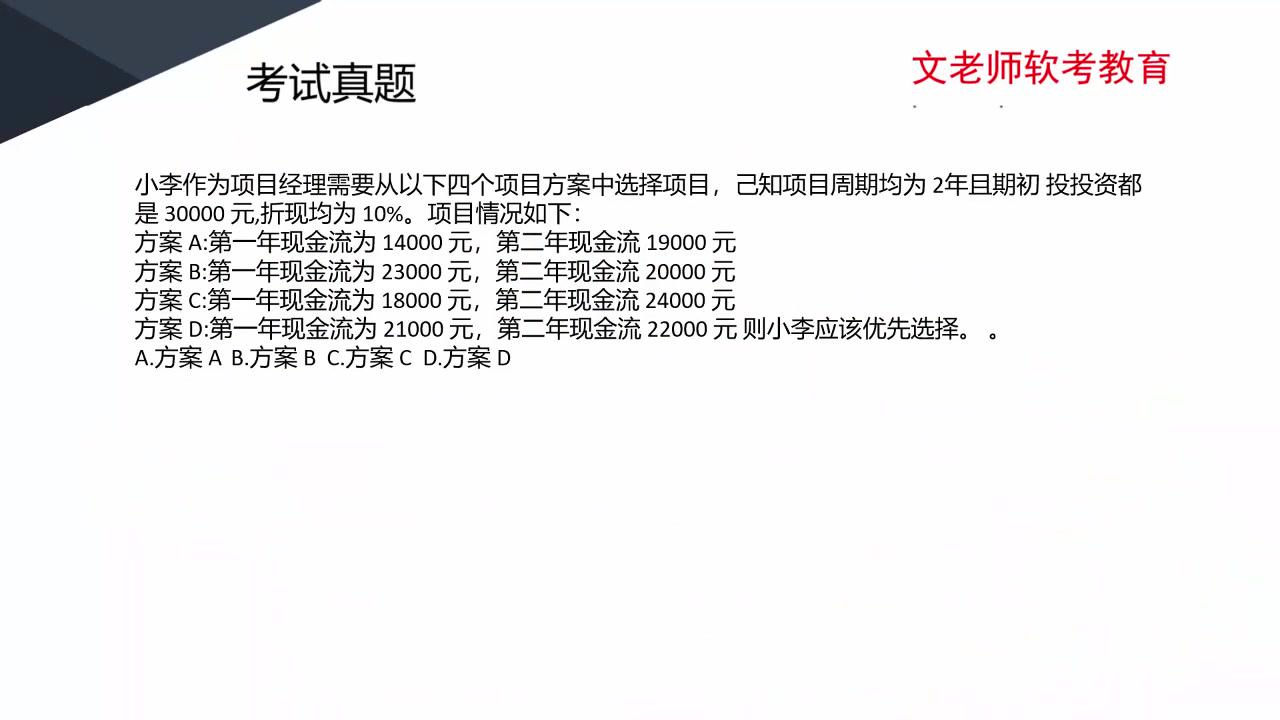 考试真题
文老师软考教育
小李作为项目经理需要从以下四个项目方案中选择项目，己知项目周期均为 2年且期初 投投资都
是 30000 元,折现均为 10%。项目情况如下：
方案 A:第一年现金流为 14000 元，第二年现金流 19000 元
方案 B:第一年现金流为 23000 元，第二年现金流 20000 元
方案 C:第一年现金流为 18000 元，第二年现金流 24000 元
方案 D:第一年现金流为 21000 元，第二年现金流 22000 元 则小李应该优先选择。 。
A.方案 A B.方案 B C.方案 C D.方案 D